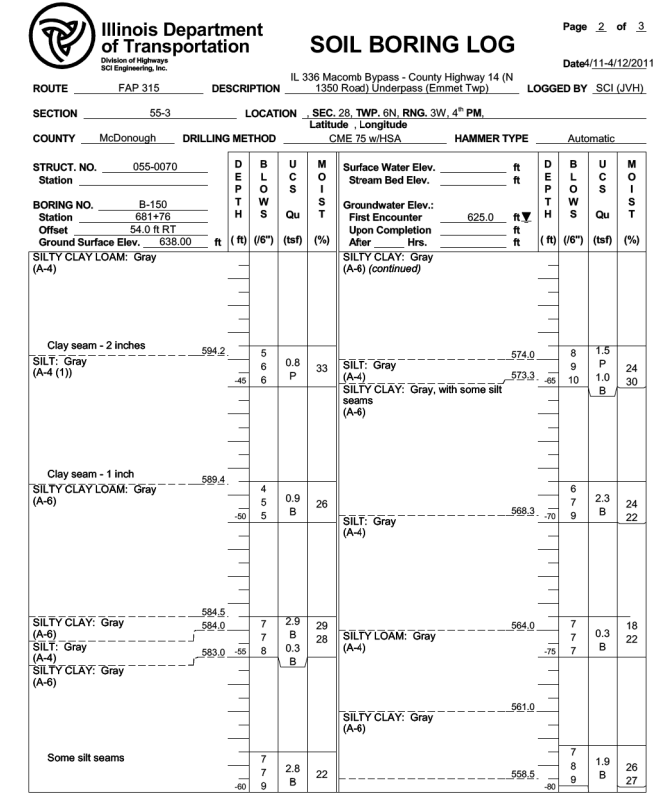 Illinois Department
of Transportation
Division of Highways
SCI Engineering, Inc.
SOIL BORING LOG
Page 2 of 3
Date4/11-4/12/2011
ROUTE FAP 315 DESCRIPTION IL 336 Macomb Bypass - County Highway 14 (N
1350 Road) Underpass (Emmet Twp) LOGGED BY SCI (JVH)
SECTION 55-3 LOCATION , SEC. 28, TWP. 6N, RNG. 3W, 4th PM,
Latitude , Longitude
COUNTY McDonough DRILLING METHOD CME 75 w/HSA HAMMER TYPE Automatic
STRUCT. NO. 055-0070
Station
BORING NO. B-150
Station 681+76
Offset 54.0 ft RT
Ground Surface Elev. 638.00 ft
DEPTH (ft)
BLOWS (/6")
UCS Qu (tsf)
MOIST (%)
Surface Water Elev. ft
Stream Bed Elev. ft
Groundwater Elev.:
First Encounter 625.0 ft▼
Upon Completion ft
After Hrs. ft
DEPTH (ft)
BLOWS (/6")
UCS Qu (tsf)
MOIST (%)
SILTY CLAY LOAM: Gray
(A-4)
Clay seam - 2 inches
594.2 5
SILT: Gray
(A-4 (1)) 6 0.8 33
-45 6 P
Clay seam - 1 inch
589.4
SILTY CLAY LOAM: Gray 4
(A-6) 5 0.9 26
-50 5 B
584.5
SILTY CLAY: Gray 584.0 7 2.9 29
(A-6) 7 B 28
SILT: Gray 583.0 -55 8 0.3
(A-4) B
SILTY CLAY: Gray
(A-6)
Some silt seams 7
7 2.8 22
-60 9 B
SILTY CLAY: Gray
(A-6) (continued)
574.0 8 1.5
SILT: Gray 9 P 24
(A-4) 573.3 -65 10 1.0 30
SILTY CLAY: Gray, with some silt B
seams
(A-6)
6
7 2.3 24
568.3 -70 9 B 22
SILT: Gray
(A-4)
564.0 7 18
SILTY LOAM: Gray 7 0.3 22
(A-4) -75 7 B
561.0
SILTY CLAY: Gray
(A-6)
7
8 1.9 26
558.5 9 B 27
-80